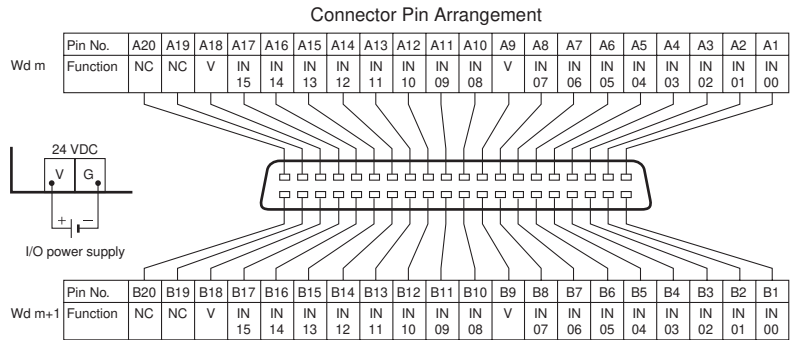 Connector Pin Arrangement
Pin No. A20 A19 A18 A17 A16 A15 A14 A13 A12 A11 A10 A9 A8 A7 A6 A5 A4 A3 A2 A1
Wd m Function NC NC V IN 15 IN 14 IN 13 IN 12 IN 11 IN 10 IN 09 IN 08 V IN 07 IN 06 IN 05 IN 04 IN 03 IN 02 IN 01 IN 00
24 VDC
V G
+ −
I/O power supply
Pin No. B20 B19 B18 B17 B16 B15 B14 B13 B12 B11 B10 B9 B8 B7 B6 B5 B4 B3 B2 B1
Wd m+1 Function NC NC V IN 15 IN 14 IN 13 IN 12 IN 11 IN 10 IN 09 IN 08 V IN 07 IN 06 IN 05 IN 04 IN 03 IN 02 IN 01 IN 00